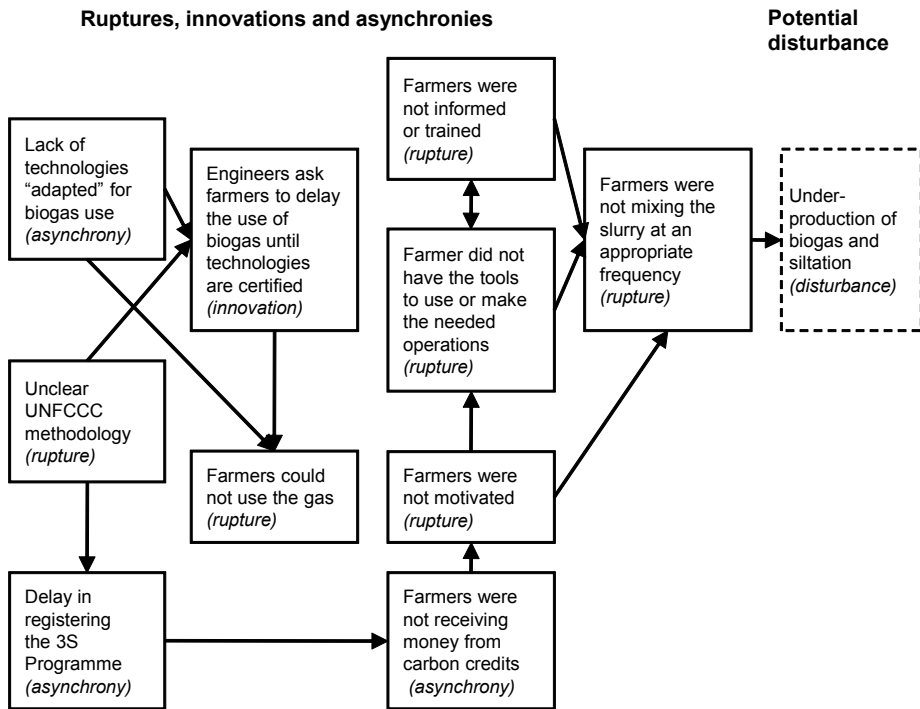 Ruptures, innovations and asynchronies
Potential
disturbance
Lack of
technologies
“adapted” for
biogas use
(asynchrony)
Engineers ask
farmers to delay
the use of
biogas until
technologies
are certified
(innovation)
Farmers were
not informed
or trained
(rupture)
Farmers were
not mixing the
slurry at an
appropriate
frequency
(rupture)
Under-
production of
biogas and
siltation
(disturbance)
Farmer did not
have the tools
to use or make
the needed
operations
(rupture)
Unclear
UNFCCC
methodology
(rupture)
Farmers could
not use the gas
(rupture)
Farmers were
not motivated
(rupture)
Delay in
registering
the 3S
Programme
(asynchrony)
Farmers were
not receiving
money from
carbon credits
(asynchrony)